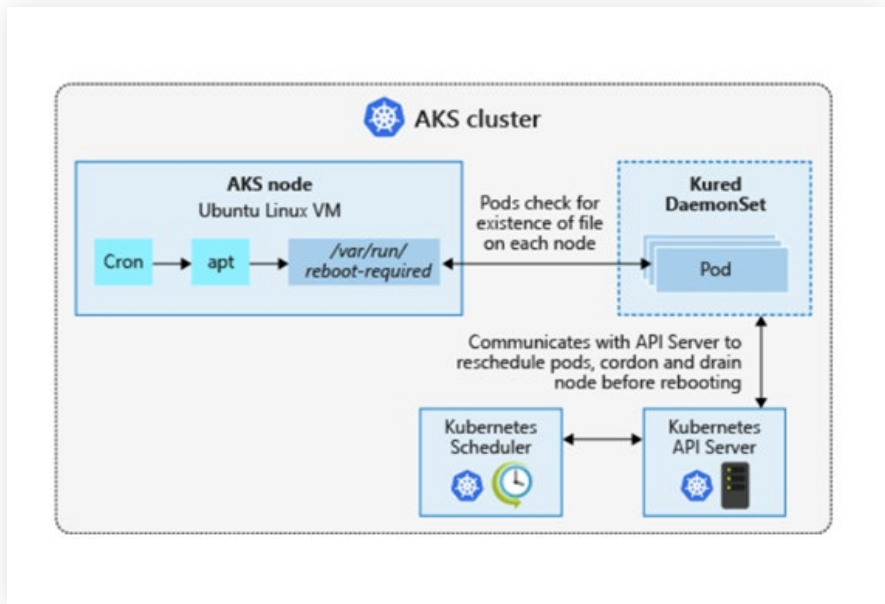 AKS cluster
AKS node
Ubuntu Linux VM
Cron
apt
/var/run/
reboot-required
Pods check for
existence of file
on each node
Kured
DaemonSet
Pod
Communicates with API Server to
reschedule pods, cordon and drain
node before rebooting
Kubernetes
Scheduler
Kubernetes
API Server